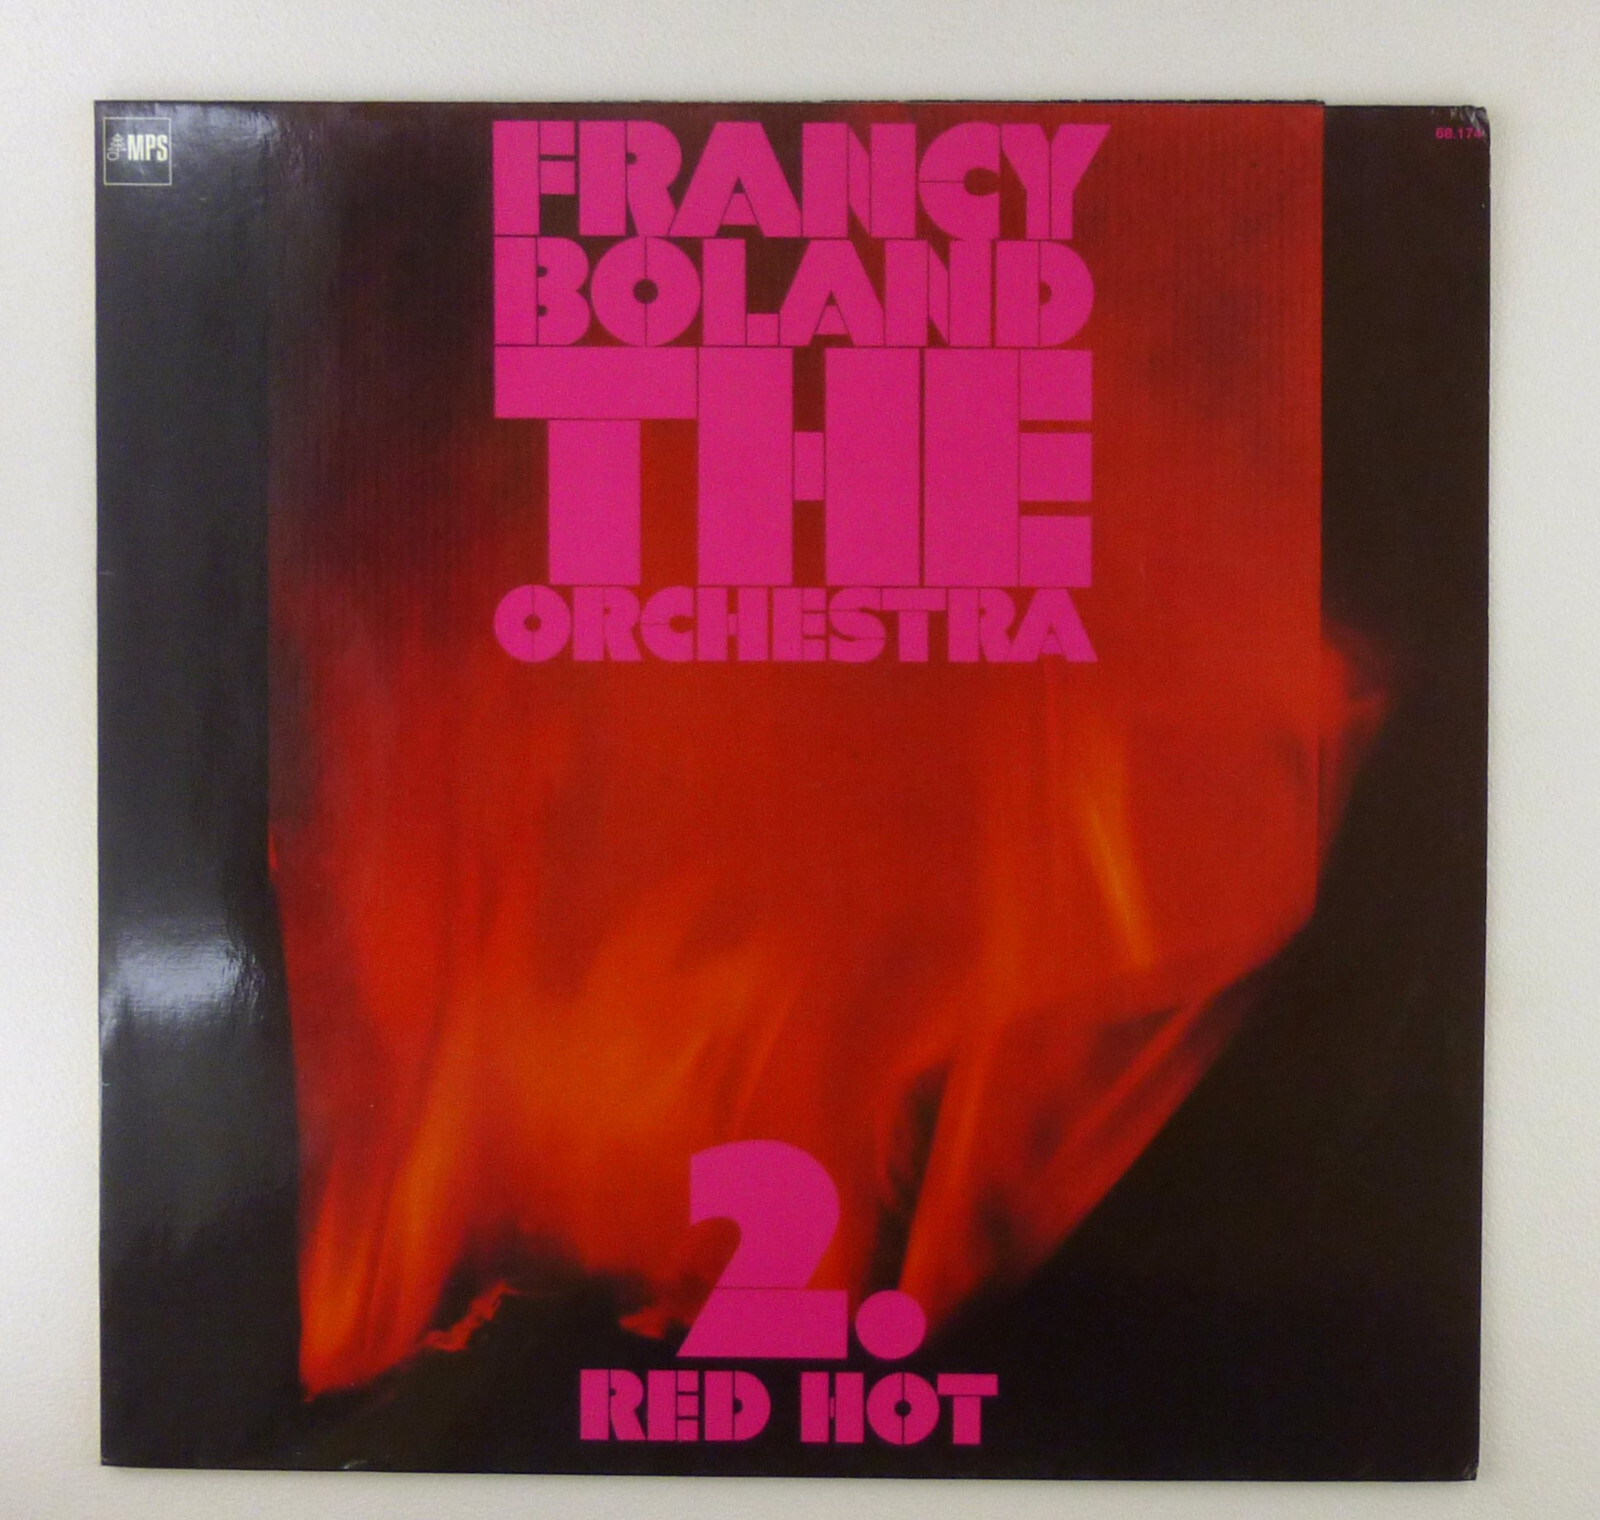 MPS
68.174
FRANCY
BOLAND
THE
ORCHESTRA
2.
RED HOT